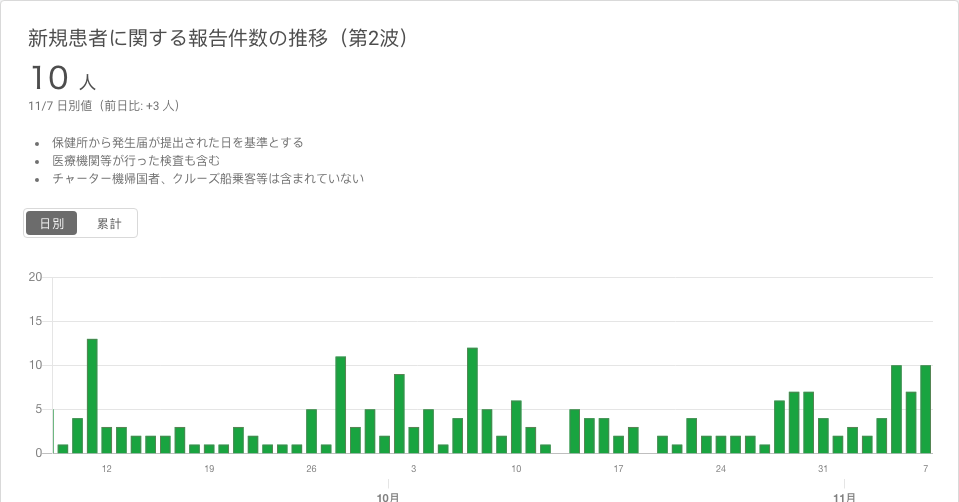 新規患者に関する報告件数の推移（第2波）
10 人
11/7 日別値（前日比: +3 人）
保健所から発生届が提出された日を基準とする
医療機関等が行った検査も含む
チャーター機帰国者、クルーズ船乗客等は含まれていない
日別 累計
20
15
10
5
0
12 19 26 3 10 17 24 31 7
10月 11月